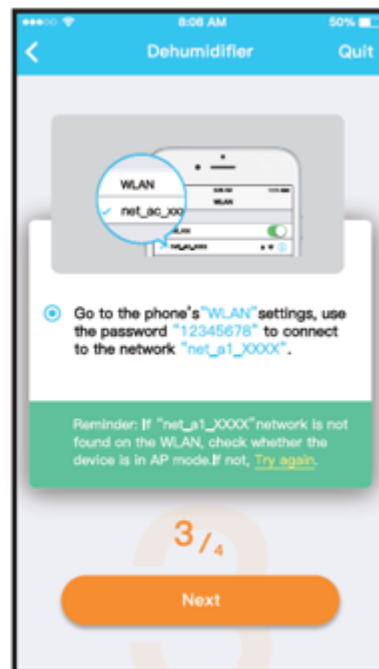 8:08 AM
50%
Dehumidifier
Quit
WLAN
net_ac_xxx
WLAN
WLAN
Go to the phone's"WLAN"settings, use
the password "12345678" to connect
to the network "net_a1_XXXX".
Reminder: If "net_a1_XXXX"network is not
found on the WLAN, check whether the
device is in AP mode.If not, Try again.
3/4
Next